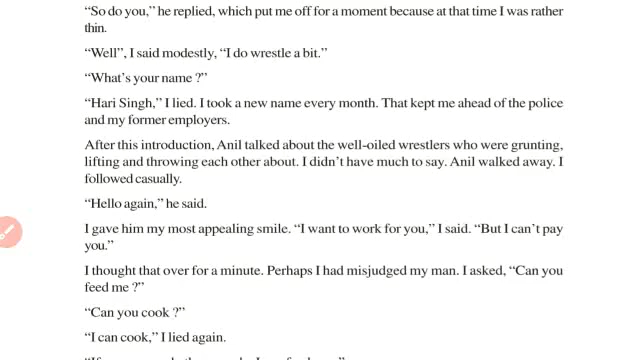 “So do you,” he replied, which put me off for a moment because at that time I was rather
thin.
“Well”, I said modestly, “I do wrestle a bit.”
“What’s your name ?”
“Hari Singh,” I lied. I took a new name every month. That kept me ahead of the police
and my former employers.
After this introduction, Anil talked about the well-oiled wrestlers who were grunting,
lifting and throwing each other about. I didn’t have much to say. Anil walked away. I
followed casually.
“Hello again,” he said.
I gave him my most appealing smile. “I want to work for you,” I said. “But I can’t pay
you.”
I thought that over for a minute. Perhaps I had misjudged my man. I asked, “Can you
feed me?”
“Can you cook ?”
“I can cook,” I lied again.